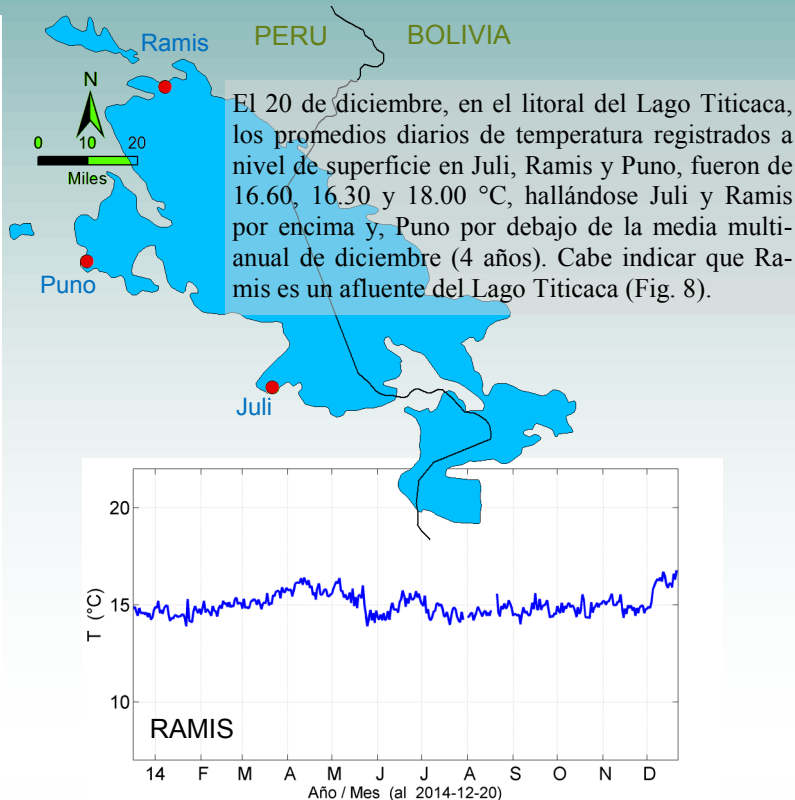 Ramis
PERU
BOLIVIA
N
0 10 20
Miles
El 20 de diciembre, en el litoral del Lago Titicaca,
los promedios diarios de temperatura registrados a
nivel de superficie en Juli, Ramis y Puno, fueron de
16.60, 16.30 y 18.00 °C, hallándose Juli y Ramis
por encima y, Puno por debajo de la media multi-
anual de diciembre (4 años). Cabe indicar que Ra-
mis es un afluente del Lago Titicaca (Fig. 8).
Puno
Juli
20
15
10
T (°C)
RAMIS
14 F M A M J J A S O N D
Año / Mes (al 2014-12-20)